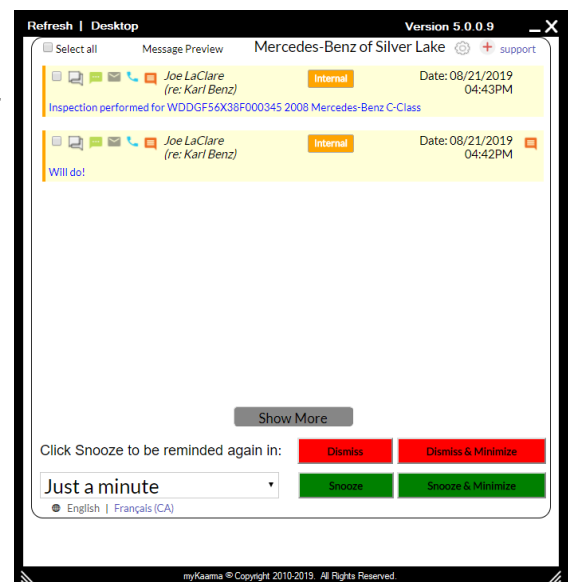 Refresh | Desktop Version 5.0.0.9 _ X
Select all Message Preview Mercedes-Benz of Silver Lake + support
Joe LaClare Internal Date: 08/21/2019
(re: Karl Benz) 04:43PM
Inspection performed for WDDGF56X38F000345 2008 Mercedes-Benz C-Class
Joe LaClare Internal Date: 08/21/2019
(re: Karl Benz) 04:42PM
Will do!
Show More
Click Snooze to be reminded again in: Dismiss Dismiss & Minimize
Just a minute Snooze Snooze & Minimize
English | Français (CA)
myKaarma © Copyright 2010-2019. All Rights Reserved.